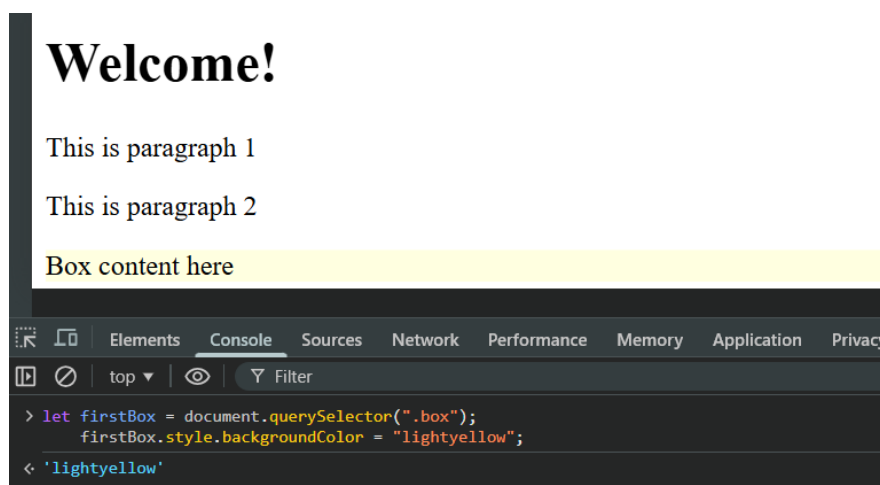 Welcome!
This is paragraph 1
This is paragraph 2
Box content here
Elements Console Sources Network Performance Memory Application Privacy
top ▼ Filter
> let firstBox = document.querySelector(".box");
firstBox.style.backgroundColor = "lightyellow";
'lightyellow'